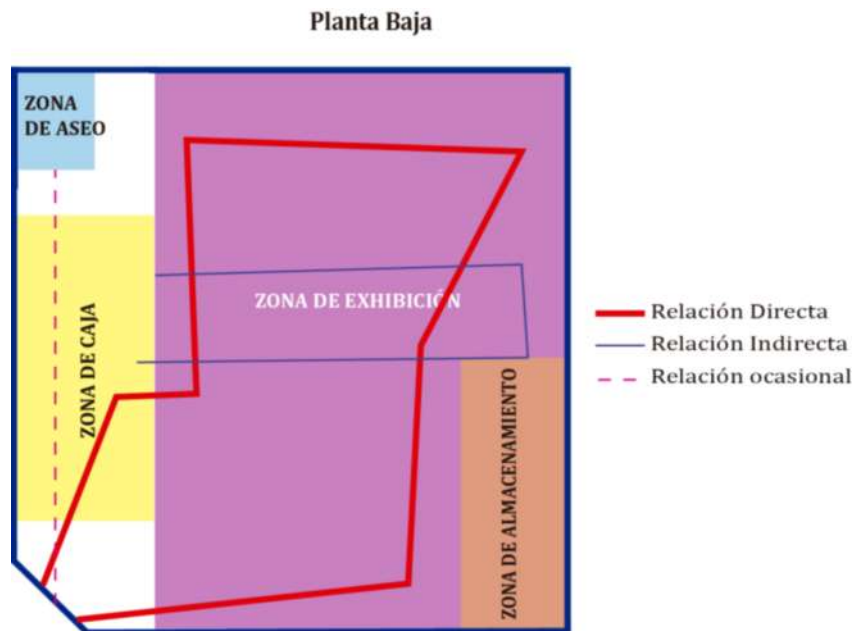 Planta Baja
ZONA
DE ASEO
ZONA DE EXHIBICIÓN
ZONA DE CAJA
ZONA DE ALMACENAMIENTO
Relación Directa
Relación Indirecta
Relación ocasional